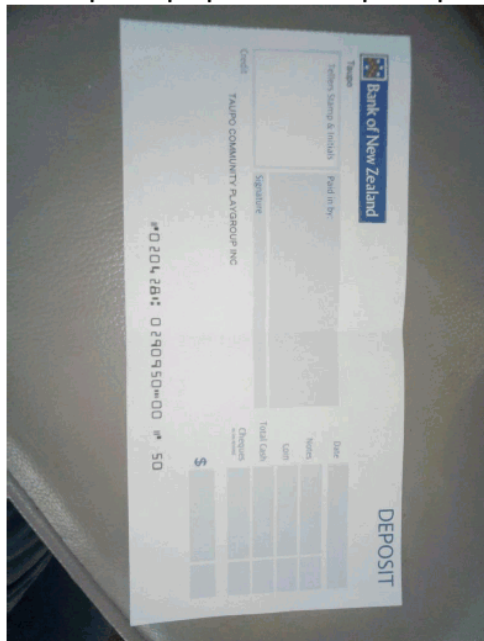 Bank of New Zealand
DEPOSIT
Taupo
Tellers Stamp & Initials
Paid in by:
Date
Notes
Coin
Signature
Total Cash
Credit
TAUPO COMMUNITY PLAYGROUP INC
Cheques
$
⑈020428⑆ 0290950⑉00 ⑈ 50